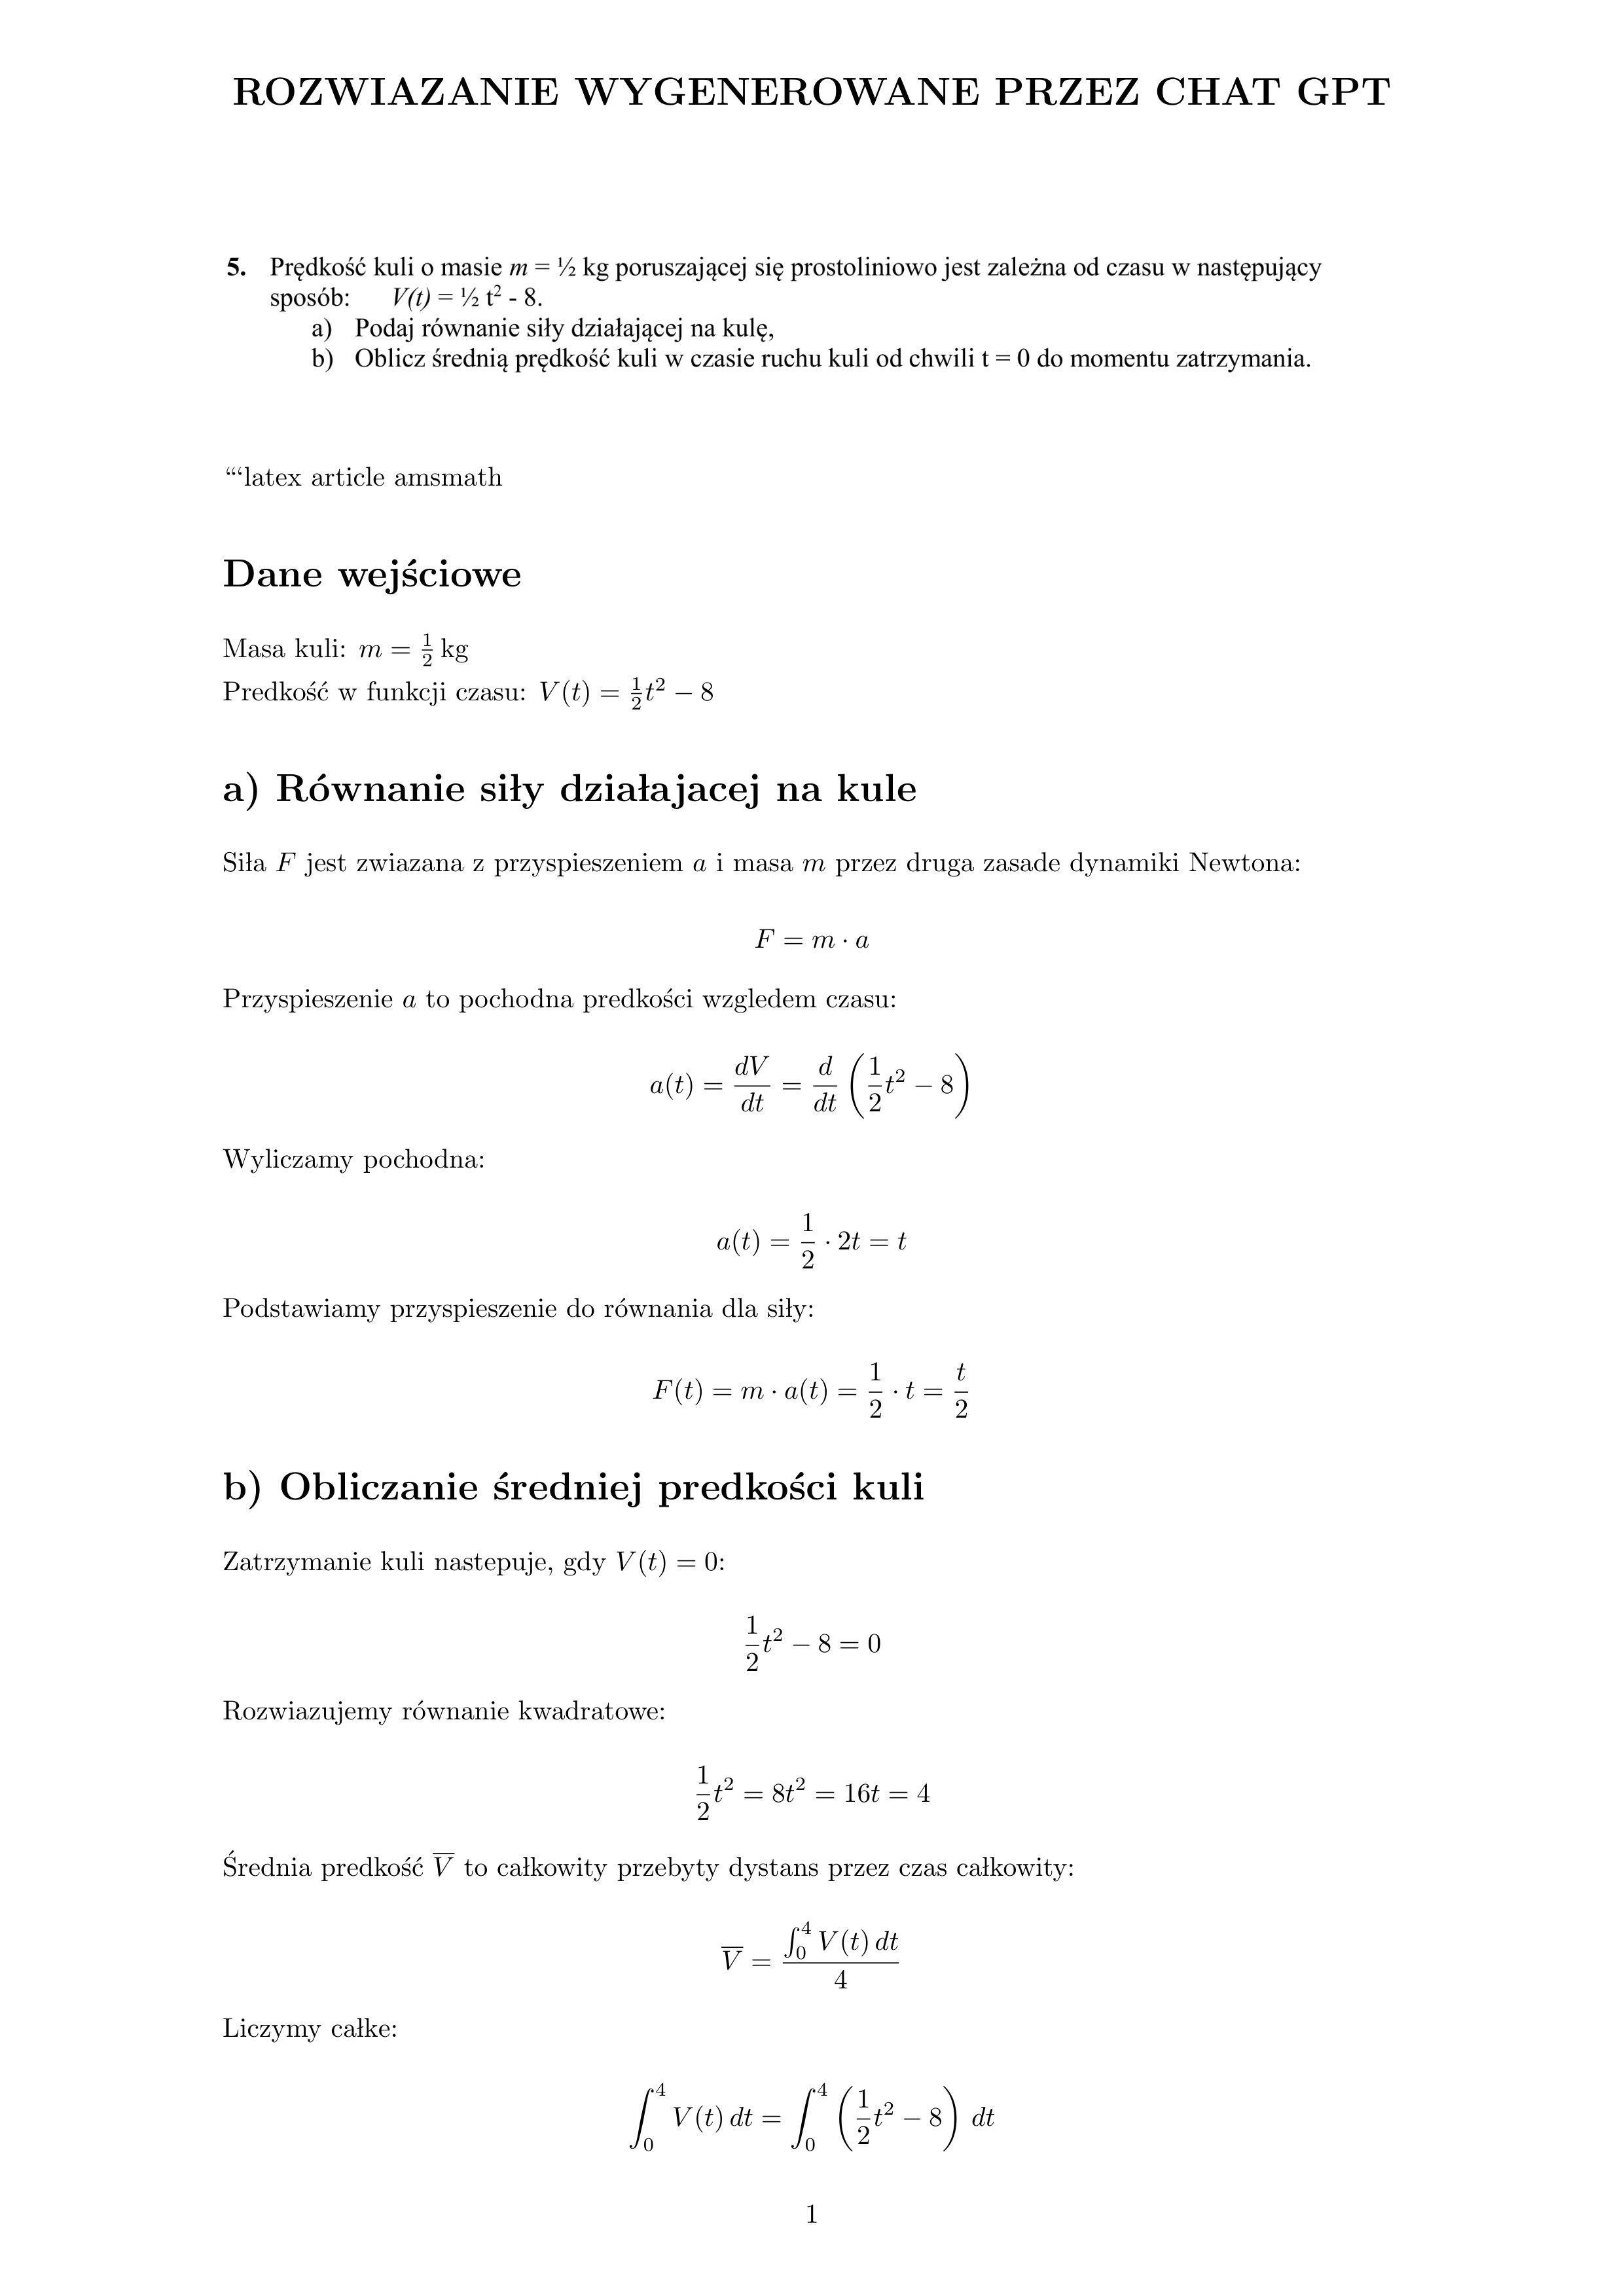 ROZWIAZANIE WYGENEROWANE PRZEZ CHAT GPT
5. Prędkość kuli o masie m = ½ kg poruszającej się prostoliniowo jest zależna od czasu w następujący
sposób: V(t) = ½ t² - 8.
a) Podaj równanie siły działającej na kulę,
b) Oblicz średnią prędkość kuli w czasie ruchu kuli od chwili t = 0 do momentu zatrzymania.
“‘latex article amsmath
Dane wejściowe
Masa kuli: m = \frac{1}{2} kg
Predkość w funkcji czasu: V(t) = \frac{1}{2}t^2 − 8
a) Równanie siły działajacej na kule
Siła F jest zwiazana z przyspieszeniem a i masa m przez druga zasade dynamiki Newtona:
F = m · a
Przyspieszenie a to pochodna predkości wzgledem czasu:
a(t) = \frac{dV}{dt} = \frac{d}{dt} \left( \frac{1}{2}t^2 − 8 \right)
Wyliczamy pochodna:
a(t) = \frac{1}{2} · 2t = t
Podstawiamy przyspieszenie do równania dla siły:
F(t) = m · a(t) = \frac{1}{2} · t = \frac{t}{2}
b) Obliczanie średniej predkości kuli
Zatrzymanie kuli nastepuje, gdy V(t) = 0:
\frac{1}{2}t^2 − 8 = 0
Rozwiazujemy równanie kwadratowe:
\frac{1}{2}t^2 = 8t^2 = 16t = 4
Średnia predkość \overline{V} to całkowity przebyty dystans przez czas całkowity:
\overline{V} = \frac{\int_0^4 V(t) dt}{4}
Liczymy całke:
\int_0^4 V(t) dt = \int_0^4 \left( \frac{1}{2}t^2 − 8 \right) dt
1